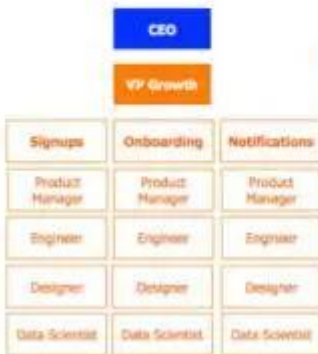 CEO
VP Growth
Signups
Onboarding
Notifications
Product
Manager
Product
Manager
Product
Manager
Engineer
Engineer
Engineer
Designer
Designer
Designer
Data Scientist
Data Scientist
Data Scientist